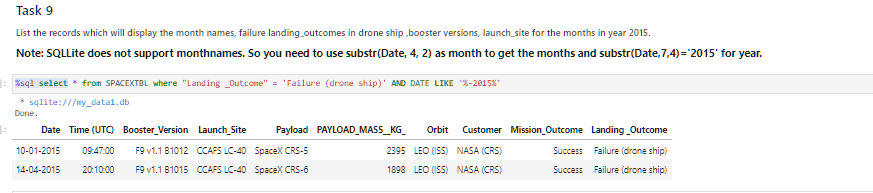 Task 9
List the records which will display the month names, failure landing_outcomes in drone ship ,booster versions, launch_site for the months in year 2015.
Note: SQLLite does not support monthnames. So you need to use substr(Date, 4, 2) as month to get the months and substr(Date,7,4)='2015' for year.
%sql select * from SPACEXTBL where "Landing _Outcome" = 'Failure (drone ship)' AND DATE LIKE '%-2015%'
* sqlite:///my_data1.db
Done.
Date Time (UTC) Booster_Version Launch_Site Payload PAYLOAD_MASS__KG_ Orbit Customer Mission_Outcome Landing _Outcome
10-01-2015 09:47:00 F9 v1.1 B1012 CCAFS LC-40 SpaceX CRS-5 2395 LEO (ISS) NASA (CRS) Success Failure (drone ship)
14-04-2015 20:10:00 F9 v1.1 B1015 CCAFS LC-40 SpaceX CRS-6 1898 LEO (ISS) NASA (CRS) Success Failure (drone ship)